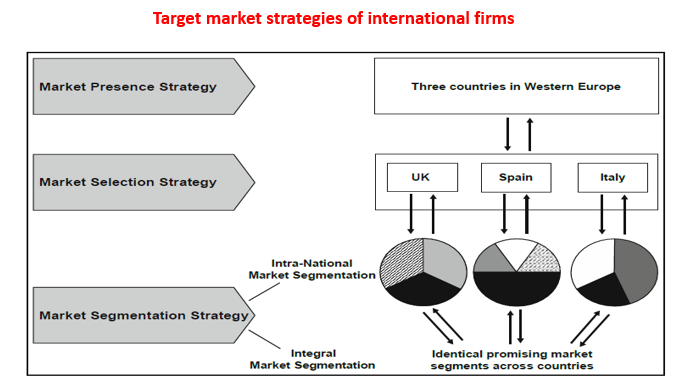 Target market strategies of international firms
Market Presence Strategy
Three countries in Western Europe
Market Selection Strategy
UK
Spain
Italy
Intra-National
Market Segmentation
Market Segmentation Strategy
Integral
Market Segmentation
Identical promising market
segments across countries